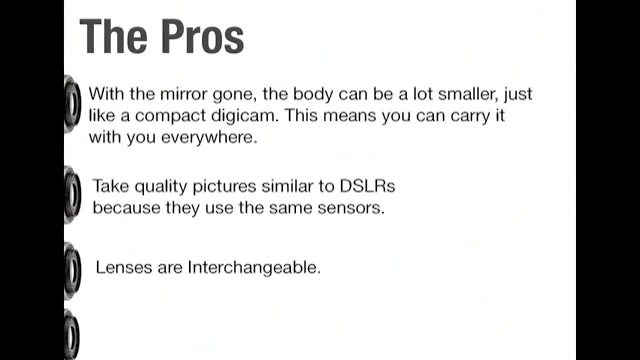 The Pros
With the mirror gone, the body can be a lot smaller, just
like a compact digicam. This means you can carry it
with you everywhere.
Take quality pictures similar to DSLRs
because they use the same sensors.
Lenses are Interchangeable.